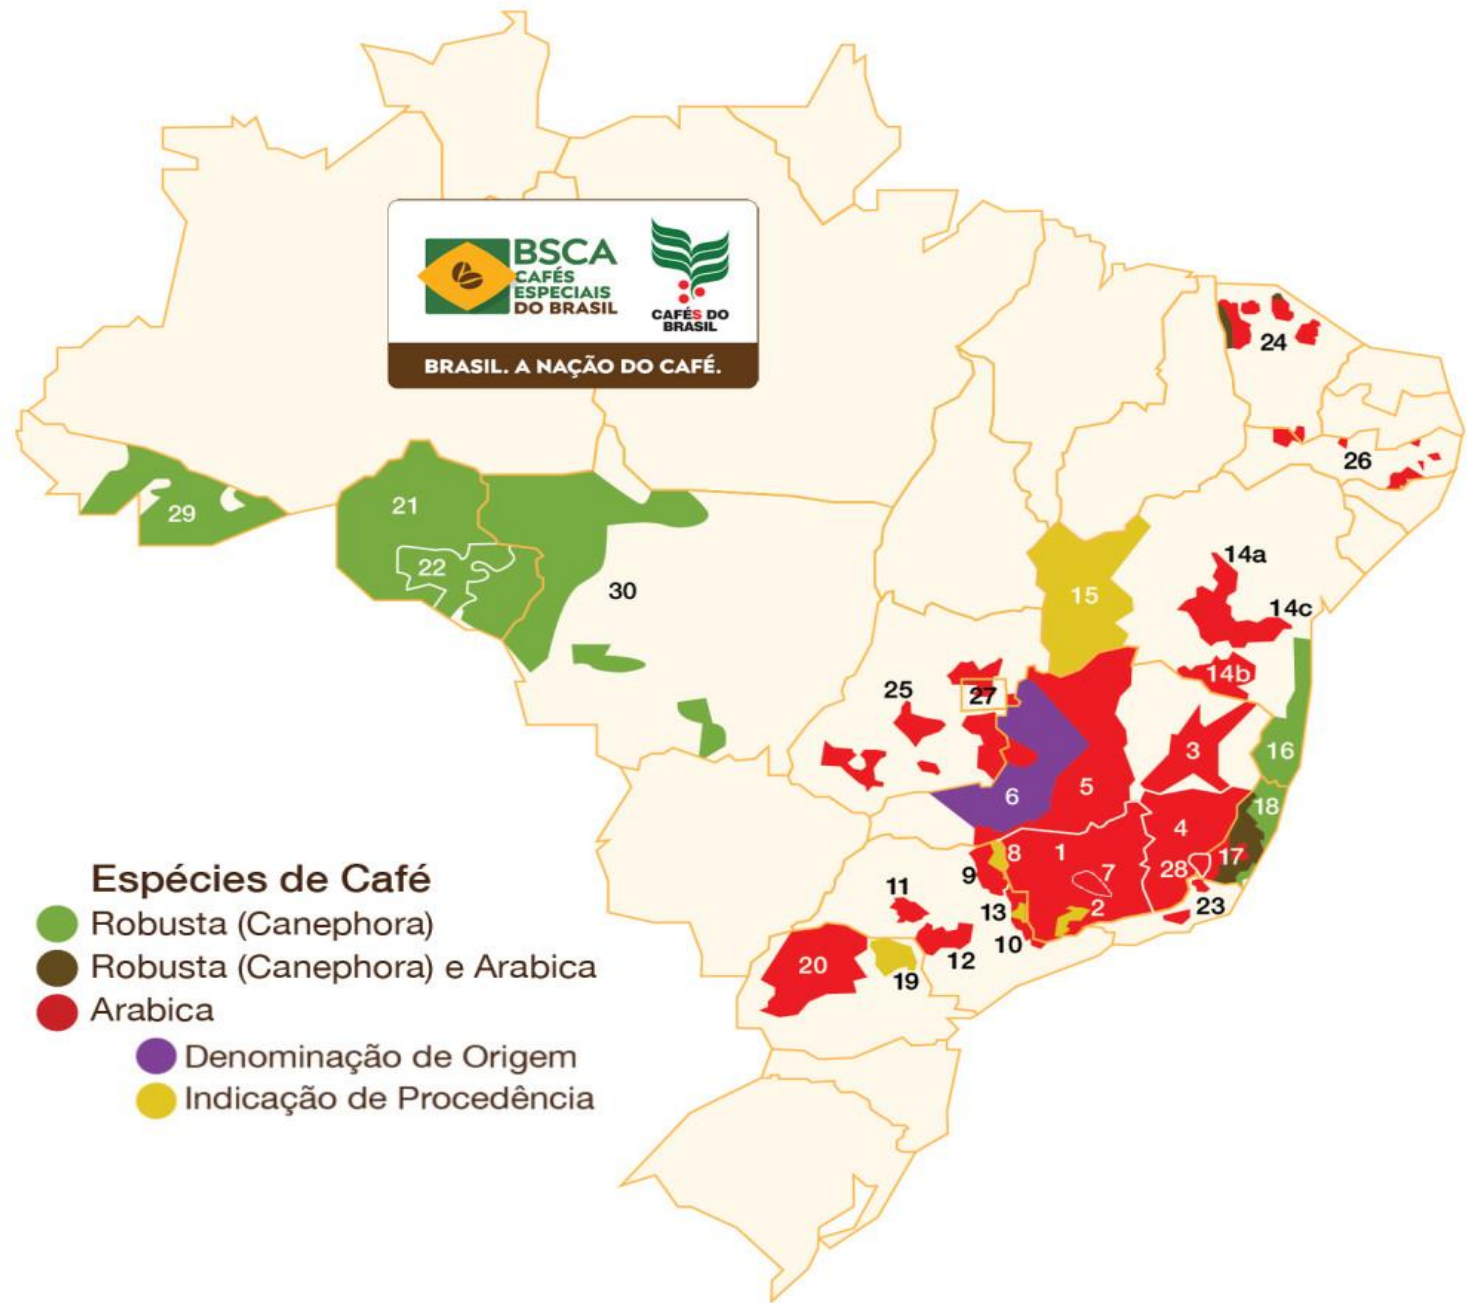 BSCA
CAFÉS
ESPECIAIS
DO BRASIL
CAFÉS DO
BRASIL
BRASIL. A NAÇÃO DO CAFÉ.
24
26
14a
14c
14b
15
29
21
22
30
25
27
3
16
5
6
18
4
17
28
8
1
7
9
2
13
23
11
10
12
20
19
Espécies de Café
Robusta (Canephora)
Robusta (Canephora) e Arabica
Arabica
Denominação de Origem
Indicação de Procedência